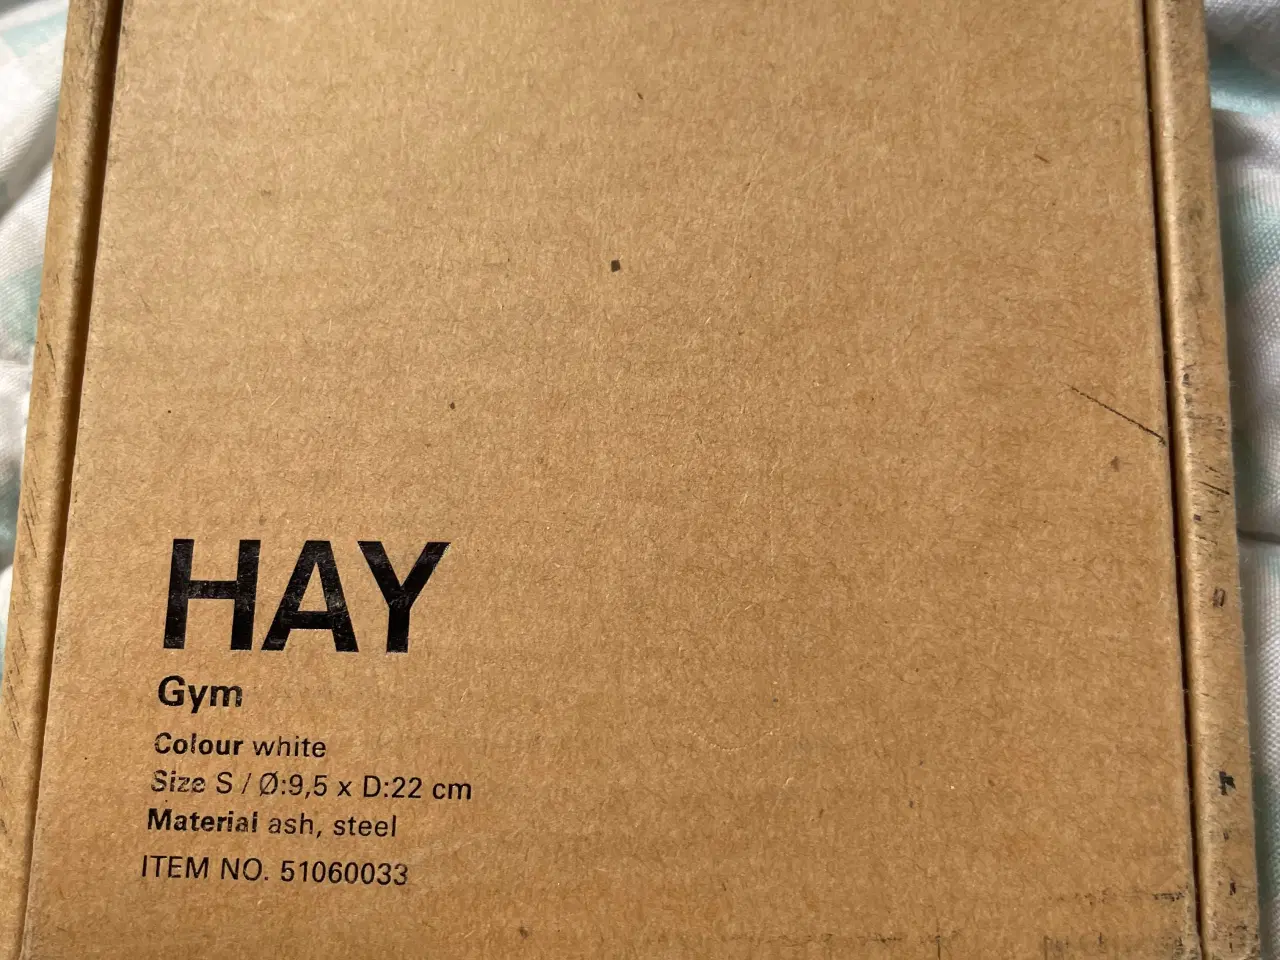 HAY
Gym
Colour white
Size S / Ø:9,5 x D:22 cm
Material ash, steel
ITEM NO. 51060033